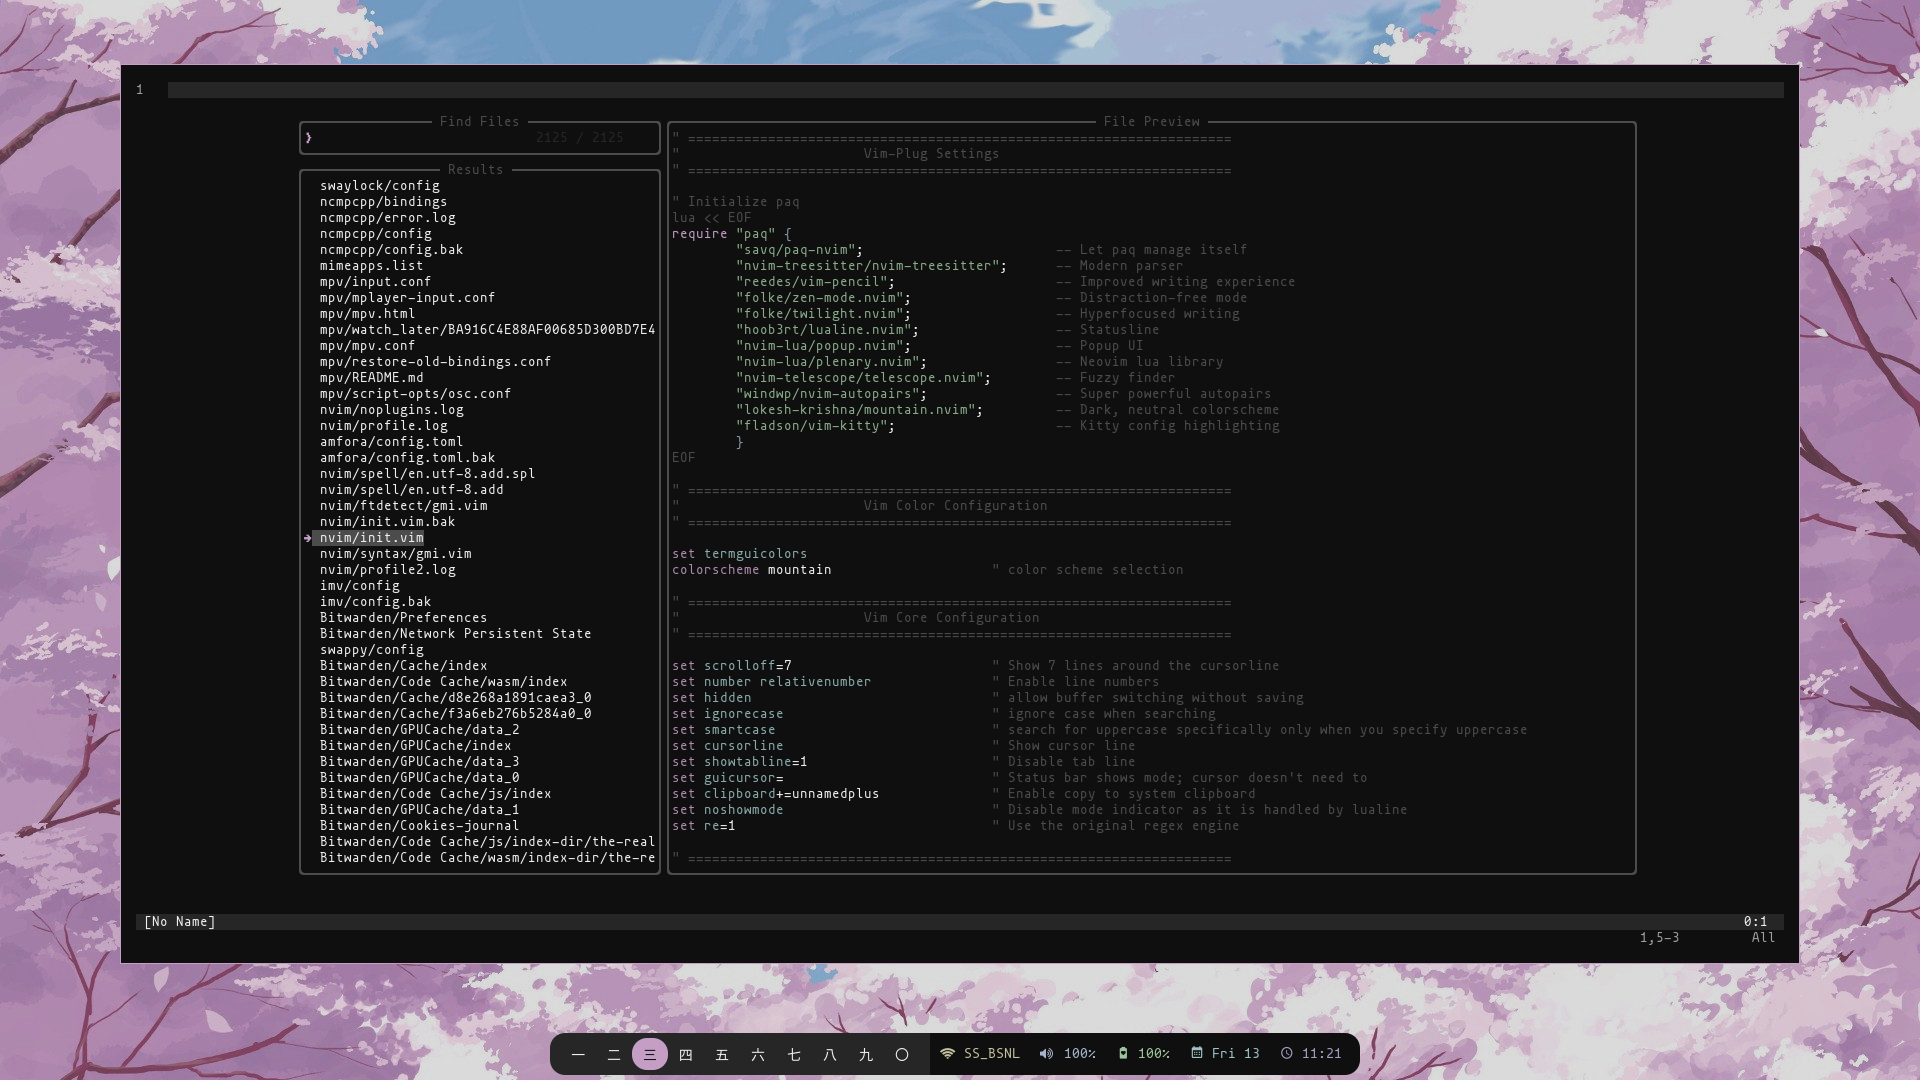 1
Find Files
❯ 2125 / 2125
Results
swaylock/config
ncmpcpp/bindings
ncmpcpp/error.log
ncmpcpp/config
ncmpcpp/config.bak
mimeapps.list
mpv/input.conf
mpv/mplayer-input.conf
mpv/mpv.html
mpv/watch_later/BA916C4E88AF00685D300BD7E4
mpv/mpv.conf
mpv/restore-old-bindings.conf
mpv/README.md
mpv/script-opts/osc.conf
nvim/noplugins.log
nvim/profile.log
amfora/config.toml
amfora/config.toml.bak
nvim/spell/en.utf-8.add.spl
nvim/spell/en.utf-8.add
nvim/ftdetect/gmi.vim
nvim/init.vim.bak
→ nvim/init.vim
nvim/syntax/gmi.vim
nvim/profile2.log
imv/config
imv/config.bak
Bitwarden/Preferences
Bitwarden/Network Persistent State
swappy/config
Bitwarden/Cache/index
Bitwarden/Code Cache/wasm/index
Bitwarden/Cache/d8e268a1891caea3_0
Bitwarden/Cache/f3a6eb276b5284a0_0
Bitwarden/GPUCache/data_2
Bitwarden/GPUCache/index
Bitwarden/GPUCache/data_3
Bitwarden/GPUCache/data_0
Bitwarden/Code Cache/js/index
Bitwarden/GPUCache/data_1
Bitwarden/Cookies-journal
Bitwarden/Code Cache/js/index-dir/the-real
Bitwarden/Code Cache/wasm/index-dir/the-re
File Preview
" ====================================================================
" Vim-Plug Settings
" ====================================================================
" Initialize paq
lua << EOF
require "paq" {
"savq/paq-nvim"; -- Let paq manage itself
"nvim-treesitter/nvim-treesitter"; -- Modern parser
"reedes/vim-pencil"; -- Improved writing experience
"folke/zen-mode.nvim"; -- Distraction-free mode
"folke/twilight.nvim"; -- Hyperfocused writing
"hoob3rt/lualine.nvim"; -- Statusline
"nvim-lua/popup.nvim"; -- Popup UI
"nvim-lua/plenary.nvim"; -- Neovim lua library
"nvim-telescope/telescope.nvim"; -- Fuzzy finder
"windwp/nvim-autopairs"; -- Super powerful autopairs
"lokesh-krishna/mountain.nvim"; -- Dark, neutral colorscheme
"fladson/vim-kitty"; -- Kitty config highlighting
}
EOF
" ====================================================================
" Vim Color Configuration
" ====================================================================
set termguicolors
colorscheme mountain " color scheme selection
" ====================================================================
" Vim Core Configuration
" ====================================================================
set scrolloff=7 " Show 7 lines around the cursorline
set number relativenumber " Enable line numbers
set hidden " allow buffer switching without saving
set ignorecase " ignore case when searching
set smartcase " search for uppercase specifically only when you specify uppercase
set cursorline " Show cursor line
set showtabline=1 " Disable tab line
set guicursor= " Status bar shows mode; cursor doesn't need to
set clipboard+=unnamedplus " Enable copy to system clipboard
set noshowmode " Disable mode indicator as it is handled by lualine
set re=1 " Use the original regex engine
" ====================================================================
[No Name] 0:1
1,5-3 All
一 二 三 四 五 六 七 八 九 〇 SS_BSNL 100% 100% Fri 13 11:21